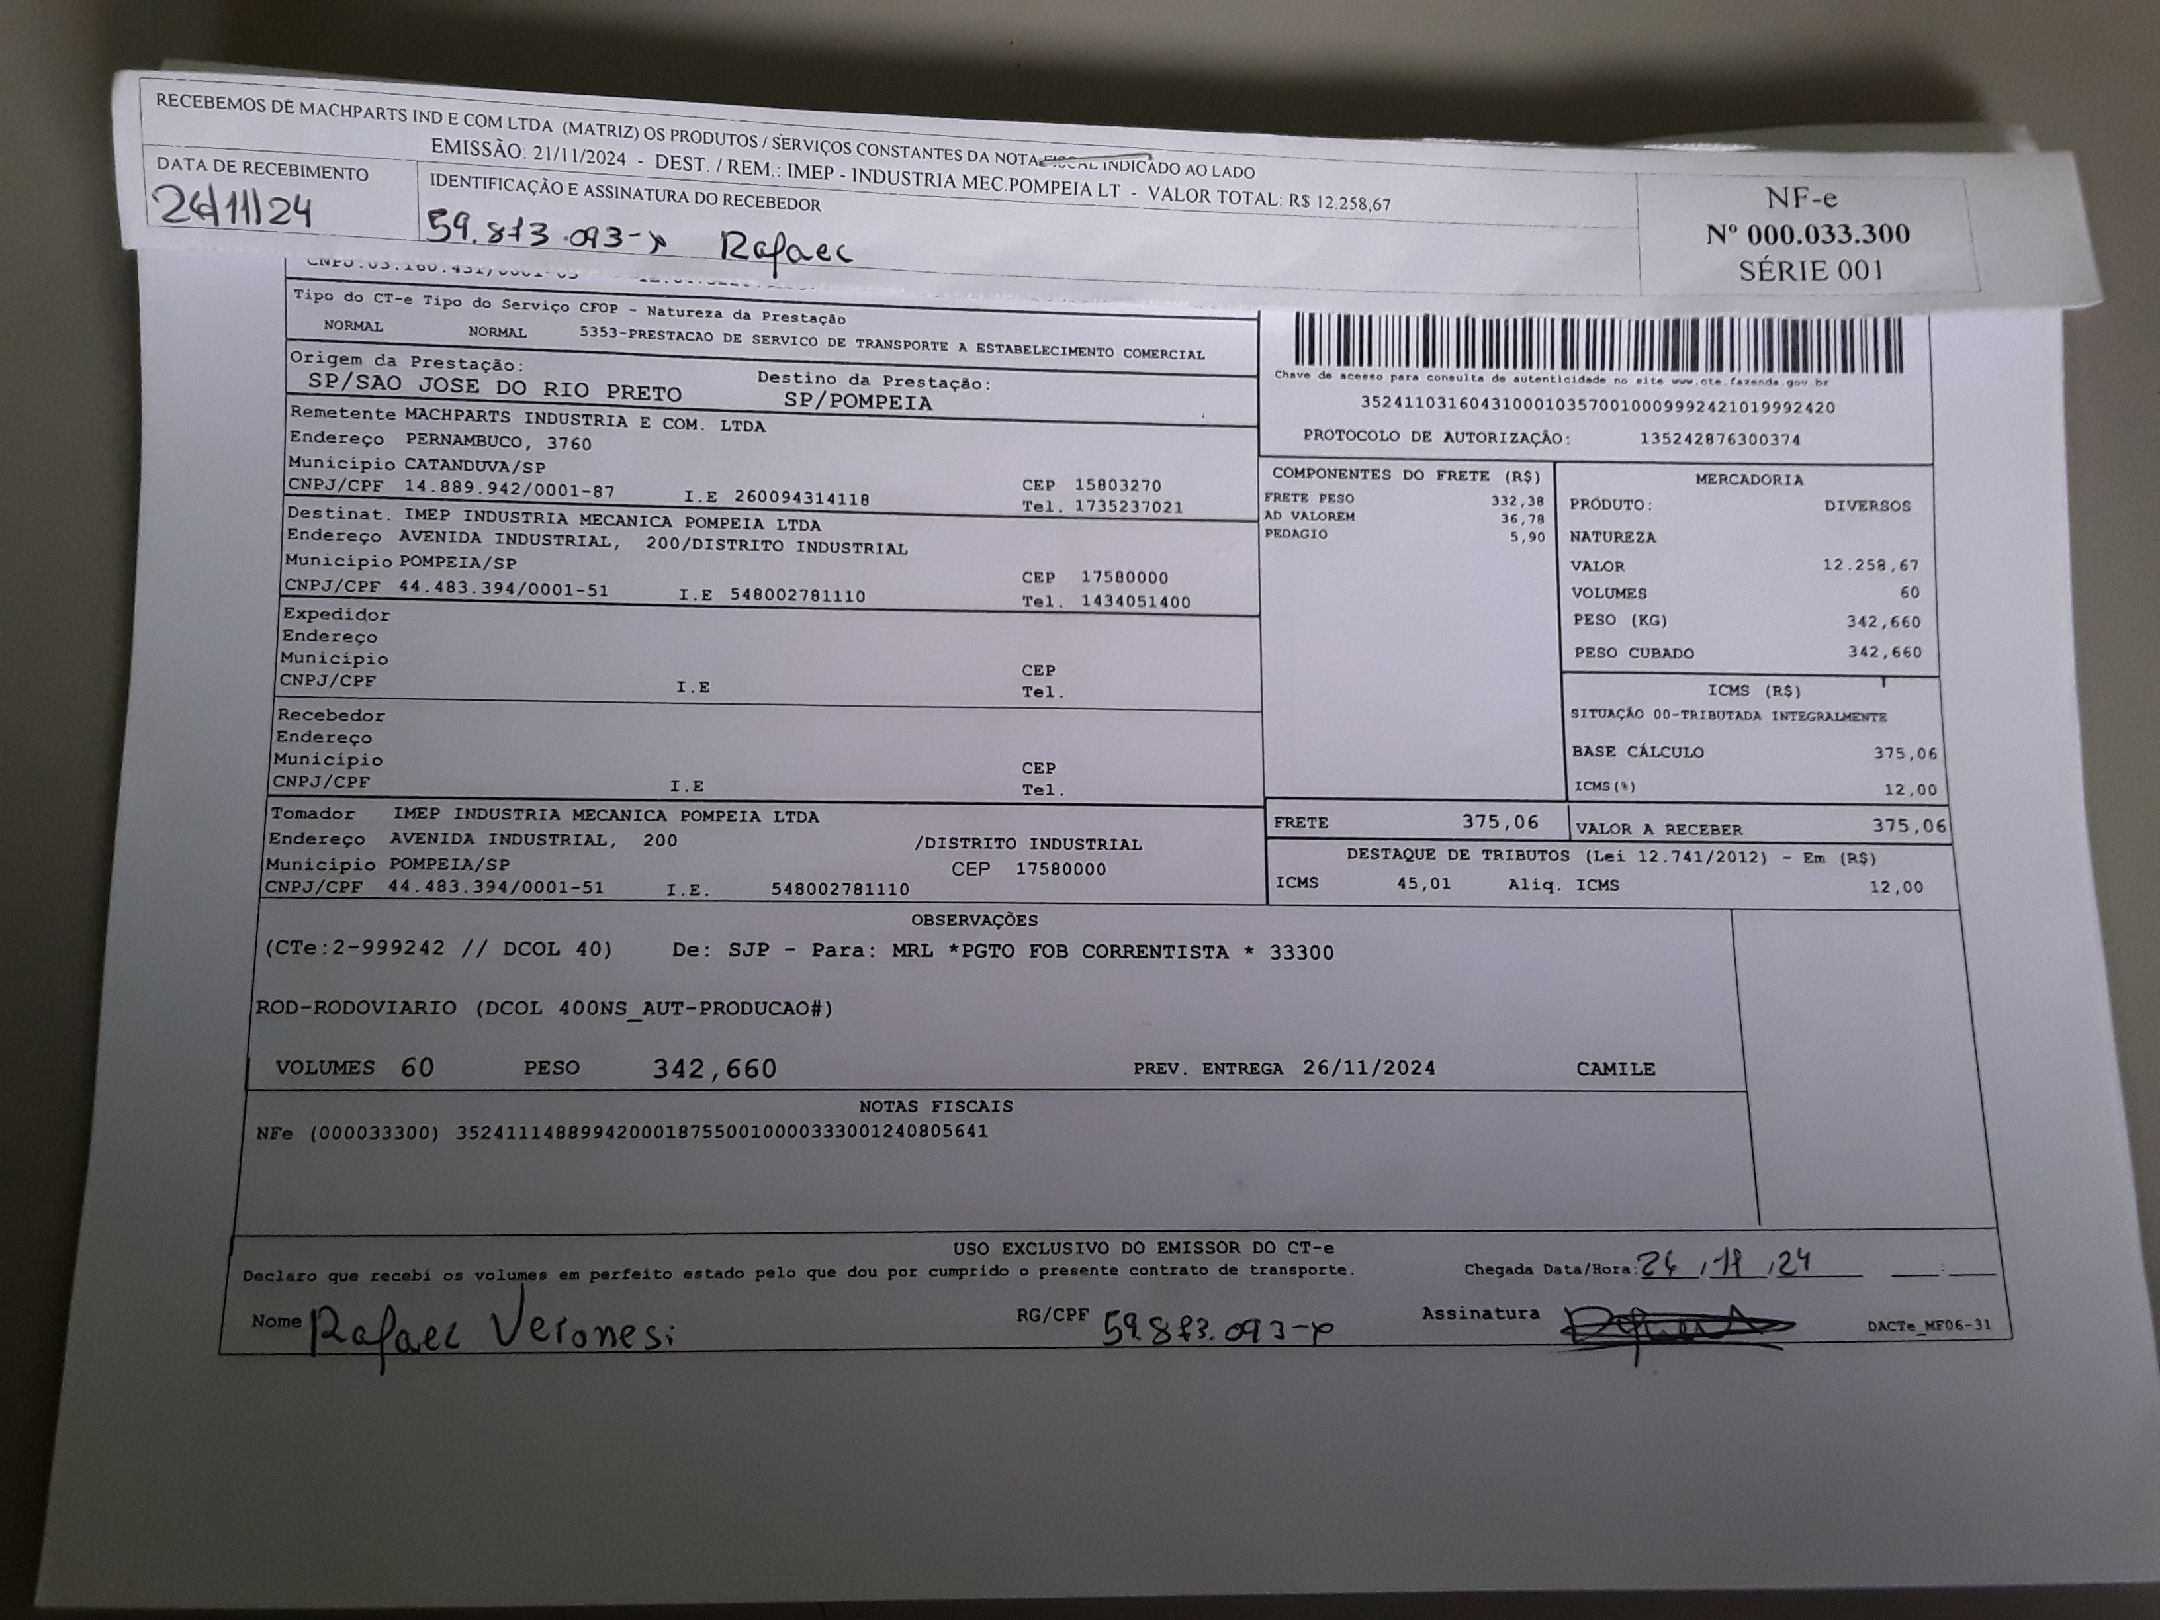 RECEBEMOS DE MACHPARTS IND E COM LTDA (MATRIZ) OS PRODUTOS / SERVIÇOS CONSTANTES DA NOTA FISCAL INDICADO AO LADO
EMISSÃO: 21/11/2024 - DEST. / REM.: IMEP - INDUSTRIA MEC.POMPEIA LT - VALOR TOTAL: R$ 12.258,67
DATA DE RECEBIMENTO
IDENTIFICAÇÃO E ASSINATURA DO RECEBEDOR
59.873.093-x Rafael
NF-e
Nº 000.033.300
SÉRIE 001
Tipo do CT-e Tipo do Serviço CFOP - Natureza da Prestação
NORMAL NORMAL 5353-PRESTACAO DE SERVICO DE TRANSPORTE A ESTABELECIMENTO COMERCIAL
Origem da Prestação: Destino da Prestação:
SP/SAO JOSE DO RIO PRETO SP/POMPEIA
Remetente MACHPARTS INDUSTRIA E COM. LTDA
Endereço PERNAMBUCO, 3760
Município CATANDUVA/SP CEP 15803270
CNPJ/CPF 14.889.942/0001-87 I.E 260094314118 Tel. 1735237021
Destinat. IMEP INDUSTRIA MECANICA POMPEIA LTDA
Endereço AVENIDA INDUSTRIAL, 200/DISTRITO INDUSTRIAL
Município POMPEIA/SP CEP 17580000
CNPJ/CPF 44.483.394/0001-51 I.E 548002781110 Tel. 1434051400
Expedidor
Endereço
Município CEP
CNPJ/CPF I.E Tel.
Recebedor
Endereço
Município CEP
CNPJ/CPF I.E Tel.
Tomador IMEP INDUSTRIA MECANICA POMPEIA LTDA
Endereço AVENIDA INDUSTRIAL, 200 /DISTRITO INDUSTRIAL
Município POMPEIA/SP CEP 17580000
CNPJ/CPF 44.483.394/0001-51 I.E. 548002781110
Chave de acesso para consulta de autenticidade no site www.cte.fazenda.gov.br
35241103160431000103570010009992421019992420
PROTOCOLO DE AUTORIZAÇÃO: 135242876300374
COMPONENTES DO FRETE (R$)
FRETE PESO 332,38
AD VALOREM 36,78
PEDAGIO 5,90
MERCADORIA
PRODUTO: DIVERSOS
NATUREZA
VALOR 12.258,67
VOLUMES 60
PESO (KG) 342,660
PESO CUBADO 342,660
ICMS (R$)
SITUAÇÃO 00-TRIBUTADA INTEGRALMENTE
BASE CÁLCULO 375,06
ICMS(%) 12,00
FRETE 375,06 VALOR A RECEBER 375,06
DESTAQUE DE TRIBUTOS (Lei 12.741/2012) - Em (R$)
ICMS 45,01 Aliq. ICMS 12,00
OBSERVAÇÕES
(CTe:2-999242 // DCOL 40) De: SJP - Para: MRL *PGTO FOB CORRENTISTA * 33300
ROD-RODOVIARIO (DCOL 400NS_AUT-PRODUCAO#)
VOLUMES 60 PESO 342,660 PREV. ENTREGA 26/11/2024 CAMILE
NOTAS FISCAIS
NFe (000033300) 35241114889942000187550010000333001240805641
USO EXCLUSIVO DO EMISSOR DO CT-e
Declaro que recebi os volumes em perfeito estado pelo que dou por cumprido o presente contrato de transporte. Chegada Data/Hora:
Nome Rafael Veronesi RG/CPF 59.873.093-x Assinatura DACTe_MF06-31